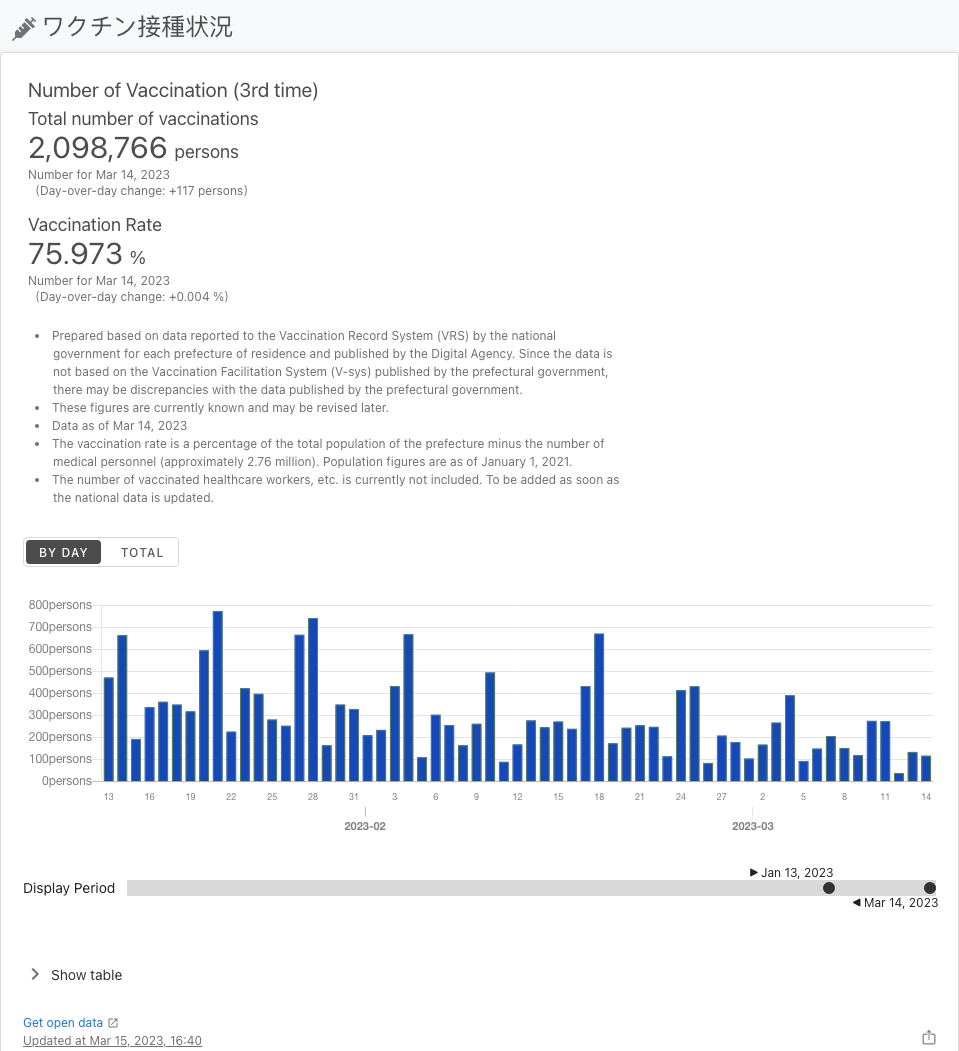 ワクチン接種状況
Number of Vaccination (3rd time)
Total number of vaccinations
2,098,766 persons
Number for Mar 14, 2023
(Day-over-day change: +117 persons)
Vaccination Rate
75.973 %
Number for Mar 14, 2023
(Day-over-day change: +0.004 %)
• Prepared based on data reported to the Vaccination Record System (VRS) by the national
government for each prefecture of residence and published by the Digital Agency. Since the data is
not based on the Vaccination Facilitation System (V-sys) published by the prefectural government,
there may be discrepancies with the data published by the prefectural government.
• These figures are currently known and may be revised later.
• Data as of Mar 14, 2023
• The vaccination rate is a percentage of the total population of the prefecture minus the number of
medical personnel (approximately 2.76 million). Population figures are as of January 1, 2021.
• The number of vaccinated healthcare workers, etc. is currently not included. To be added as soon as
the national data is updated.
BY DAY TOTAL
800persons
700persons
600persons
500persons
400persons
300persons
200persons
100persons
0persons
13 16 19 22 25 28 31 3 6 9 12 15 18 21 24 27 2 5 8 11 14
2023-02 2023-03
Jan 13, 2023
Display Period
Mar 14, 2023
Show table
Get open data
Updated at Mar 15, 2023, 16:40